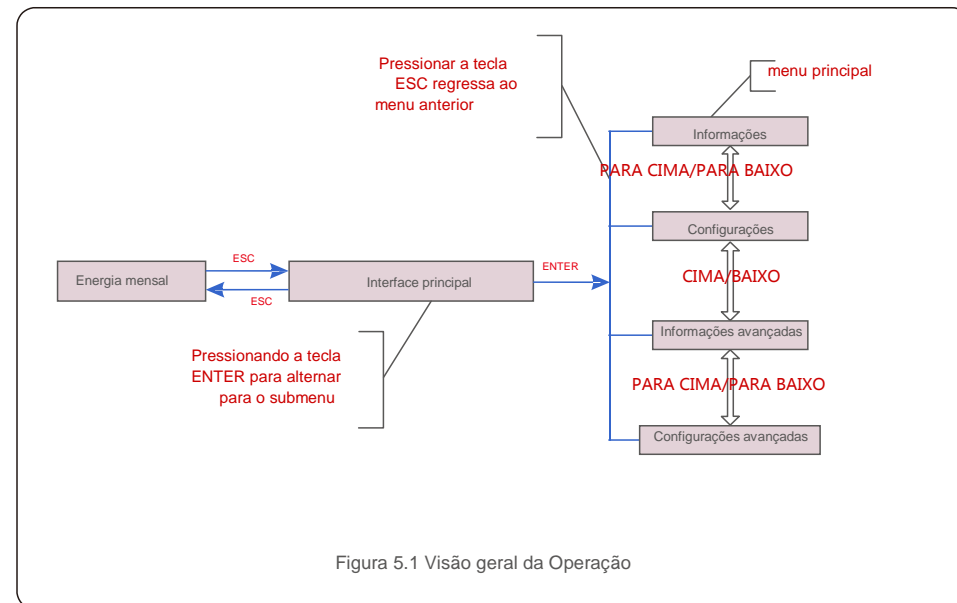 Pressionar a tecla
ESC regressa ao
menu anterior
menu principal
Informações
PARA CIMA/PARA BAIXO
Configurações
ESC
ENTER
Energia mensal
Interface principal
CIMA/BAIXO
ESC
Informações avançadas
Pressionando a tecla
ENTER para alternar
para o submenu
PARA CIMA/PARA BAIXO
Configurações avançadas
Figura 5.1 Visão geral da Operação